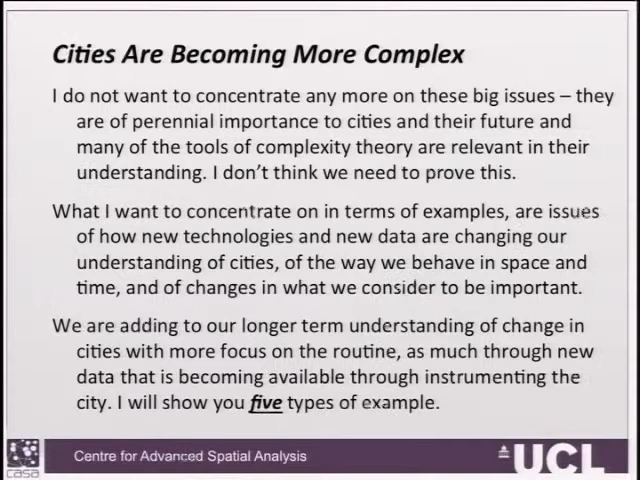 Cities Are Becoming More Complex
I do not want to concentrate any more on these big issues – they
are of perennial importance to cities and their future and
many of the tools of complexity theory are relevant in their
understanding. I don't think we need to prove this.
What I want to concentrate on in terms of examples, are issues
of how new technologies and new data are changing our
understanding of cities, of the way we behave in space and
time, and of changes in what we consider to be important.
We are adding to our longer term understanding of change in
cities with more focus on the routine, as much through new
data that is becoming available through instrumenting the
city. I will show you five types of example.
casa
Centre for Advanced Spatial Analysis
UCL